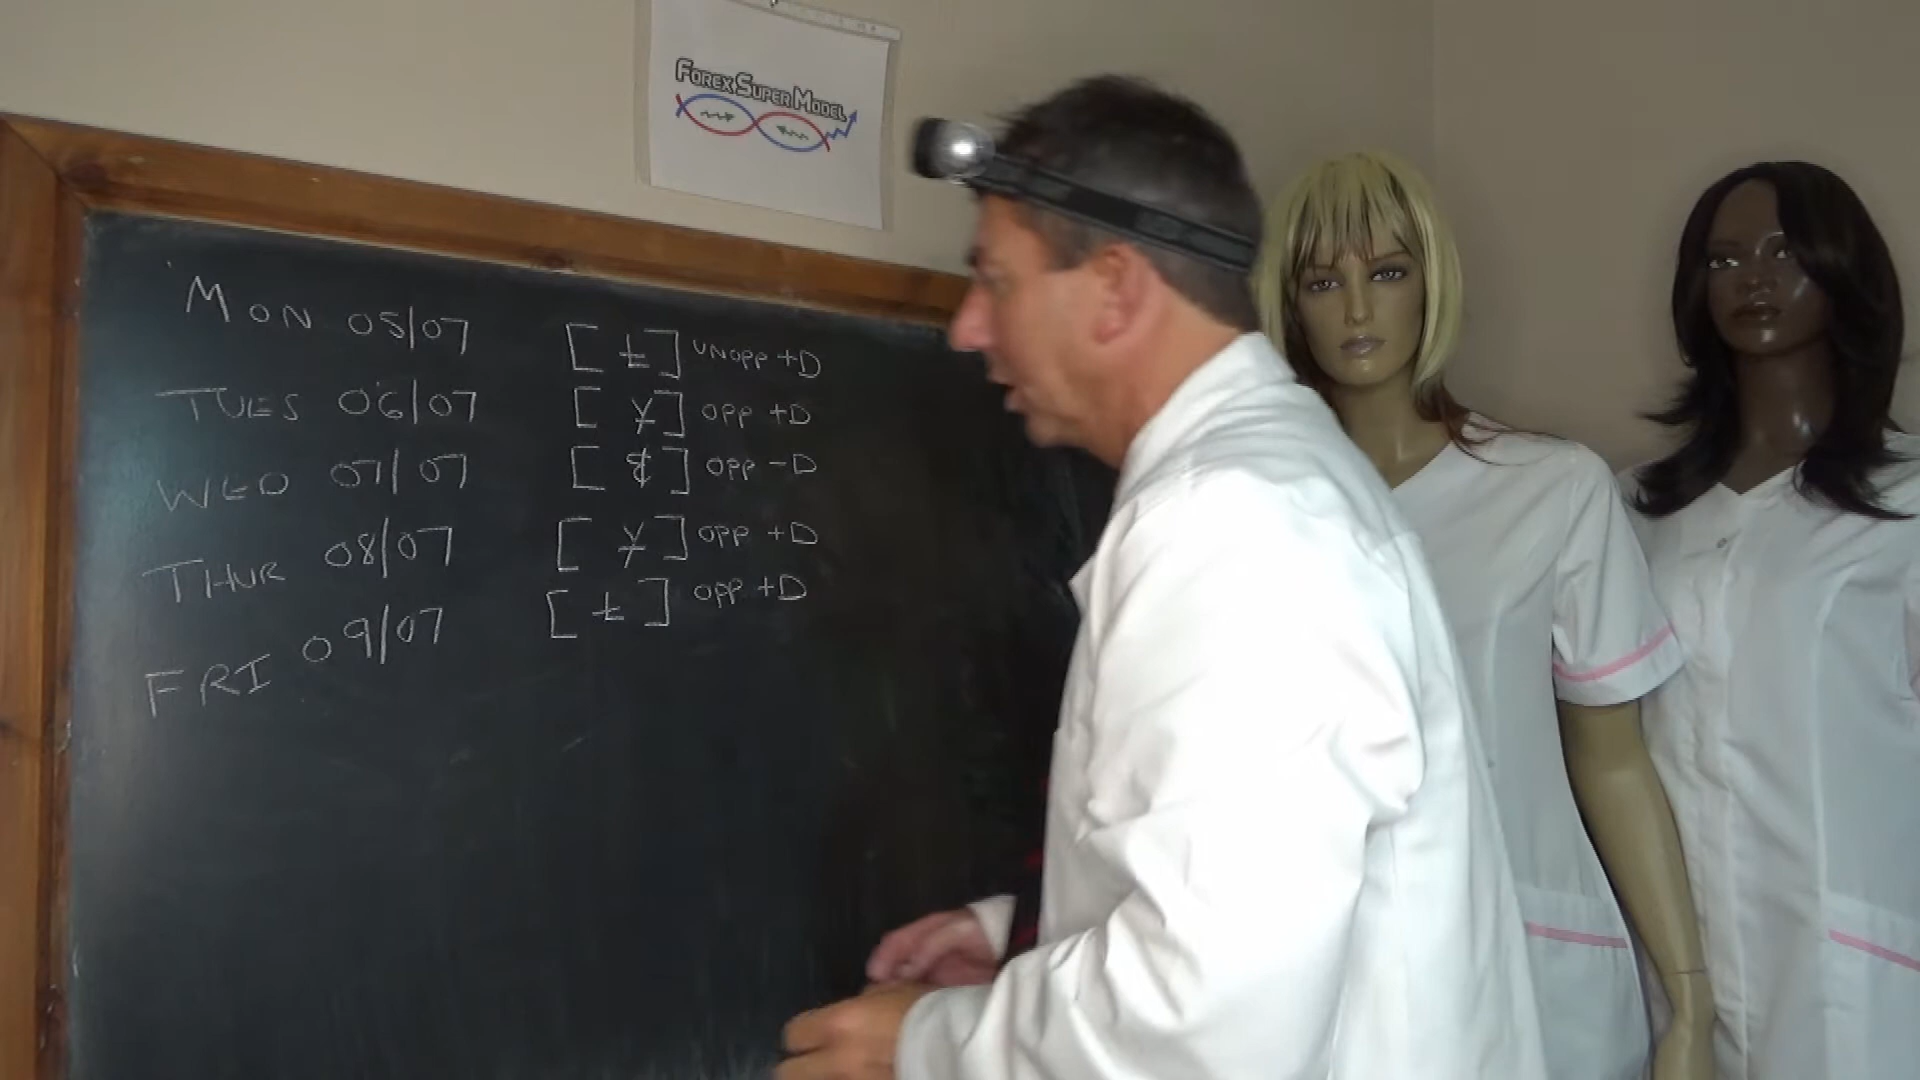 FOREX SUPER MODEL
MON 05/07 [ £ ] UNOPP +D
TUES 06/07 [ ¥ ] OPP +D
WED 07/07 [ $ ] OPP -D
THUR 08/07 [ ¥ ] OPP +D
FRI 09/07 [ £ ] OPP +D